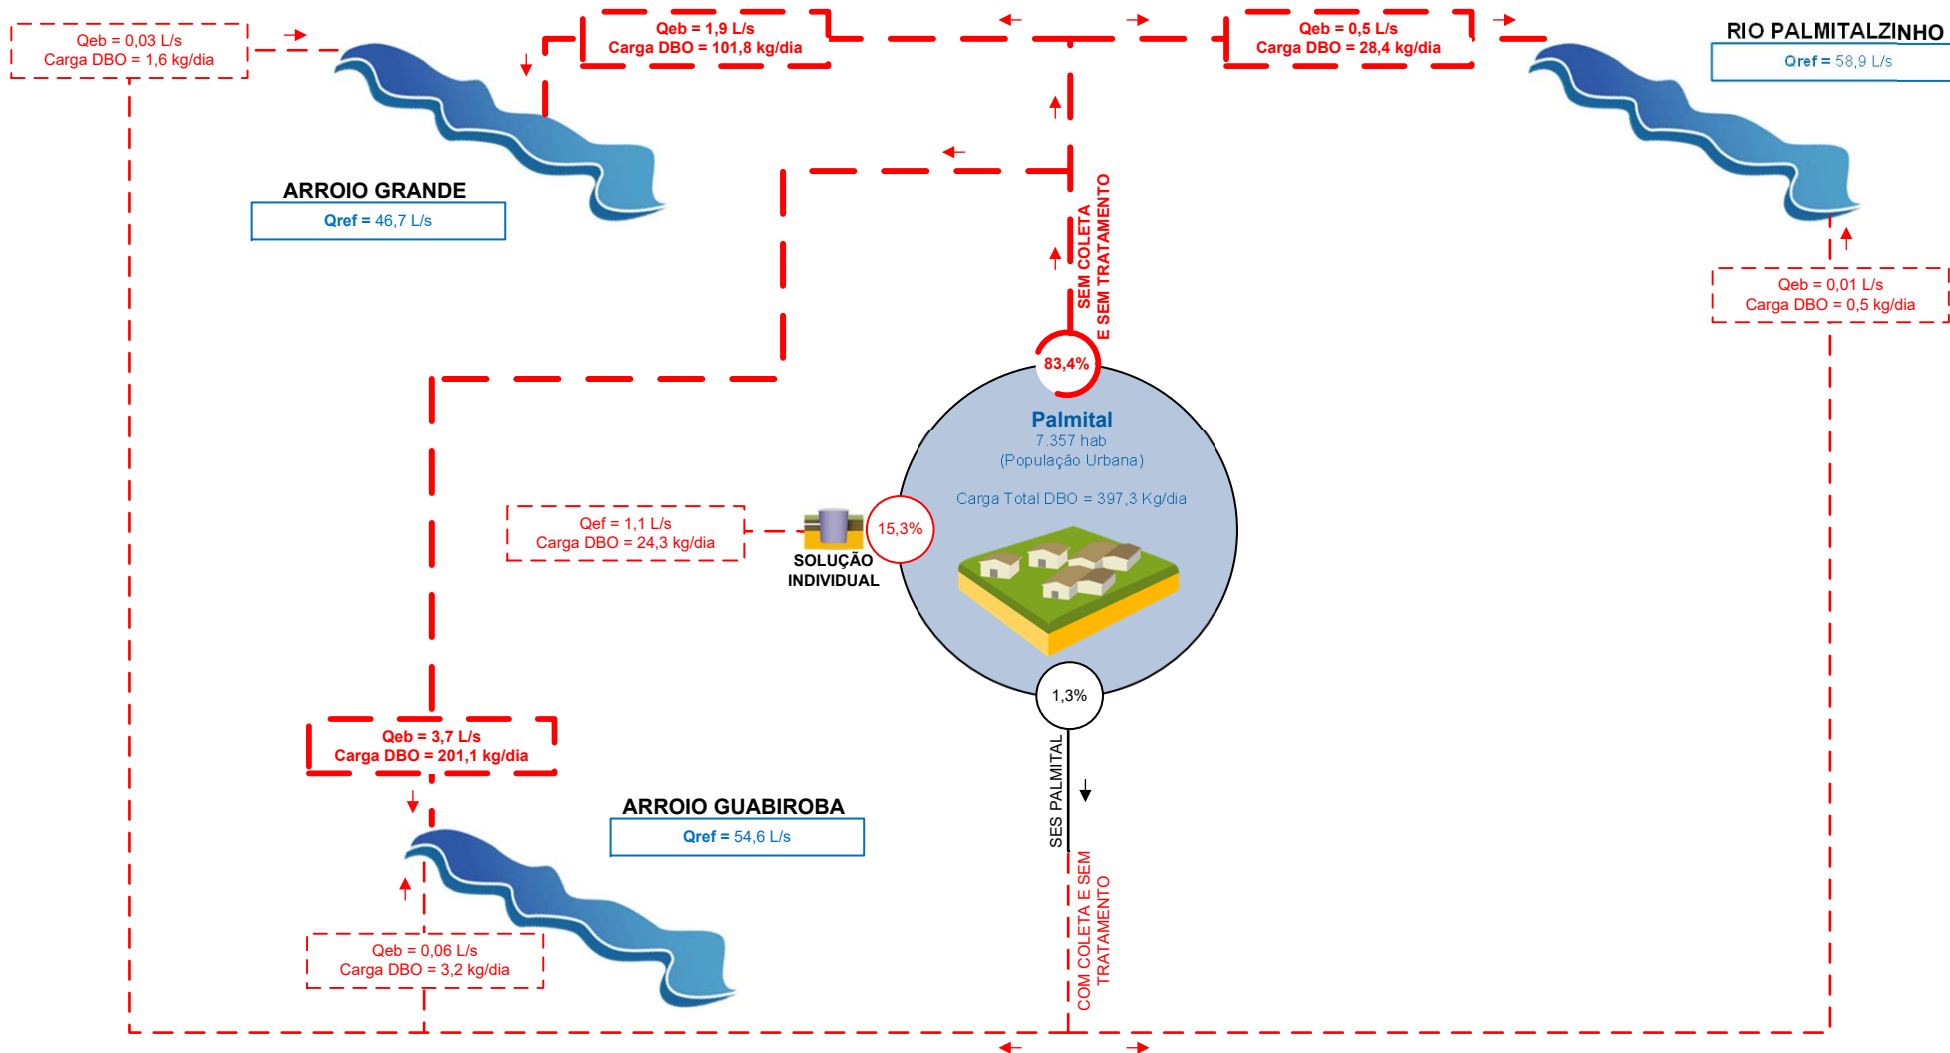 Qeb = 0,03 L/s
Carga DBO = 1,6 kg/dia
Qeb = 1,9 L/s
Carga DBO = 101,8 kg/dia
Qeb = 0,5 L/s
Carga DBO = 28,4 kg/dia
RIO PALMITALZINHO
Qref = 58,9 L/s
ARROIO GRANDE
Qref = 46,7 L/s
SEM COLETA
E SEM TRATAMENTO
Qeb = 0,01 L/s
Carga DBO = 0,5 kg/dia
83,4%
Palmital
7.357 hab
(População Urbana)
Carga Total DBO = 397,3 Kg/dia
Qef = 1,1 L/s
Carga DBO = 24,3 kg/dia
15,3%
SOLUÇÃO
INDIVIDUAL
1,3%
SES PALMITAL
Qeb = 3,7 L/s
Carga DBO = 201,1 kg/dia
ARROIO GUABIROBA
Qref = 54,6 L/s
COM COLETA E SEM
TRATAMENTO
Qeb = 0,06 L/s
Carga DBO = 3,2 kg/dia